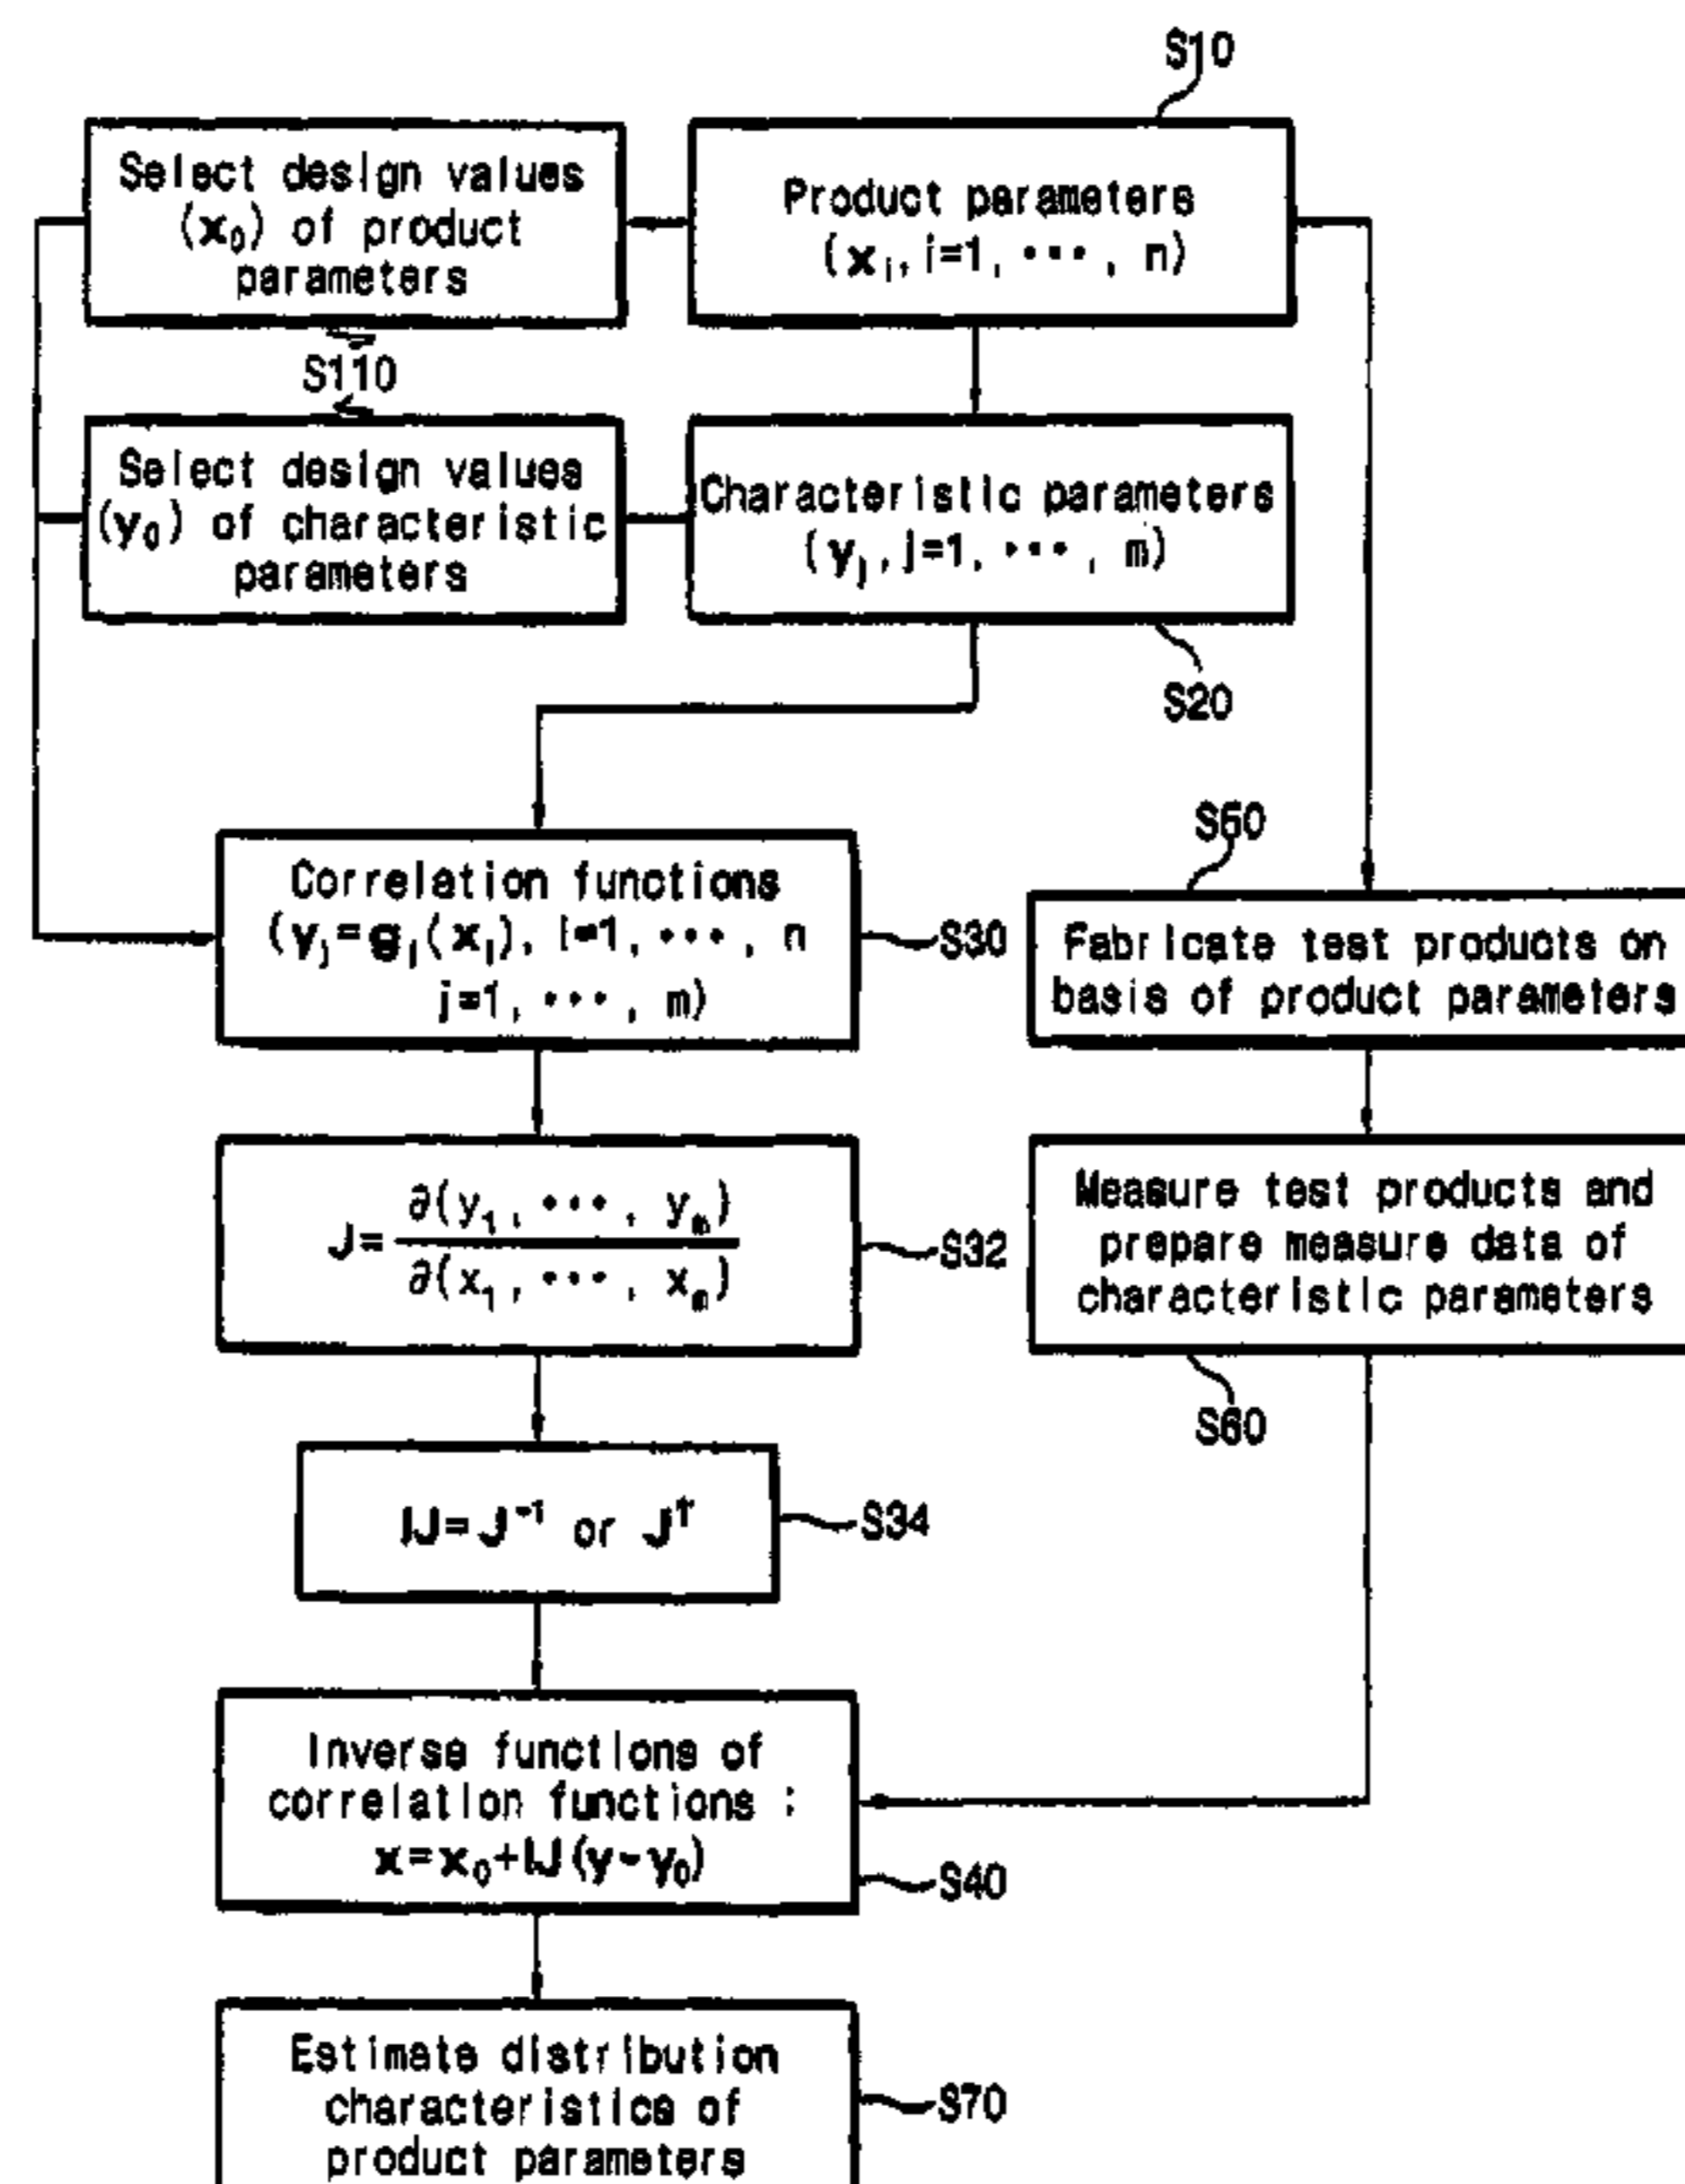 S10
Select design values
(x₀) of product
parameters
Product parameters
(xᵢ, i=1, ···, n)
S110
Select design values
(y₀) of characteristic
parameters
Characteristic parameters
(yⱼ, j=1, ···, m)
S20
Correlation functions
(yⱼ=gⱼ(xᵢ), i=1, ···, n
j=1, ···, m)
S30
S50
Fabricate test products on
basis of product parameters
J= ∂(y₁, ···, yₘ)
∂(x₁, ···, xₙ)
S32
Measure test products and
prepare measure data of
characteristic parameters
S60
IJ=J⁻¹ or J†
S34
Inverse functions of
correlation functions :
x=x₀+IJ(y-y₀)
S40
Estimate distribution
characteristics of
product parameters
S70